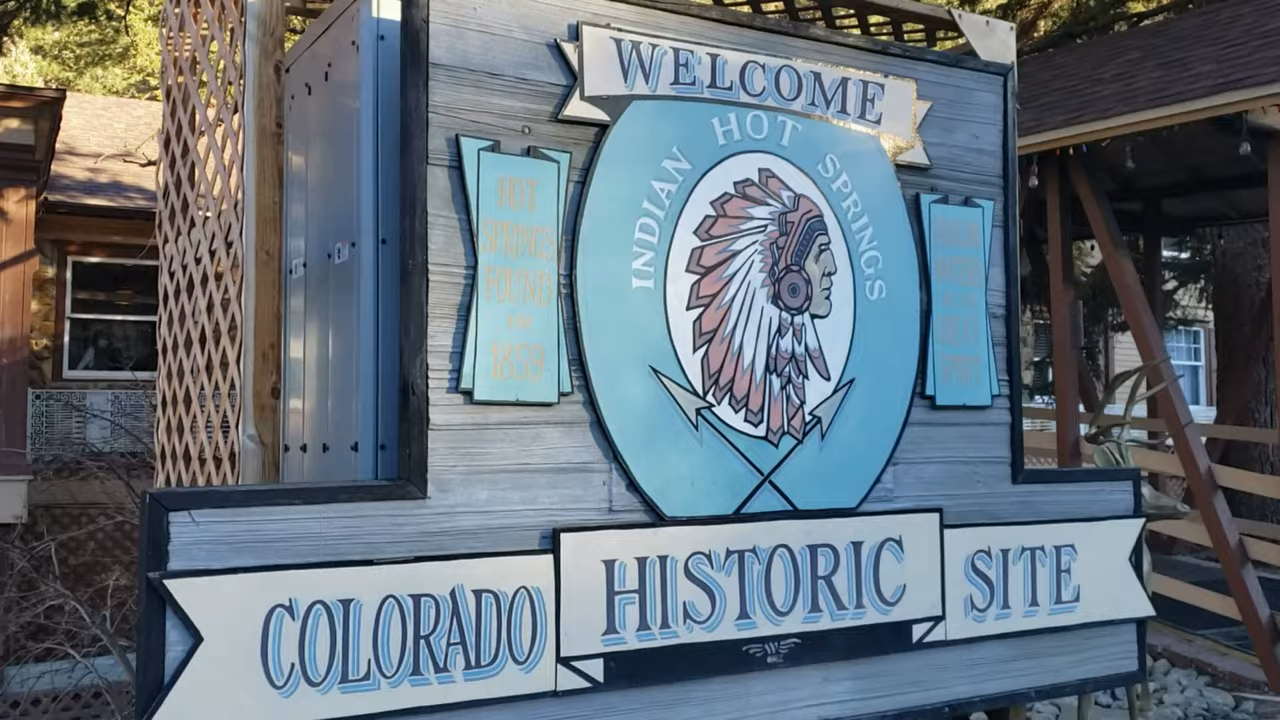 WELCOME
INDIAN HOT SPRINGS
HOT
SPRINGS
FOUND
1859
COLORADO HISTORIC SITE